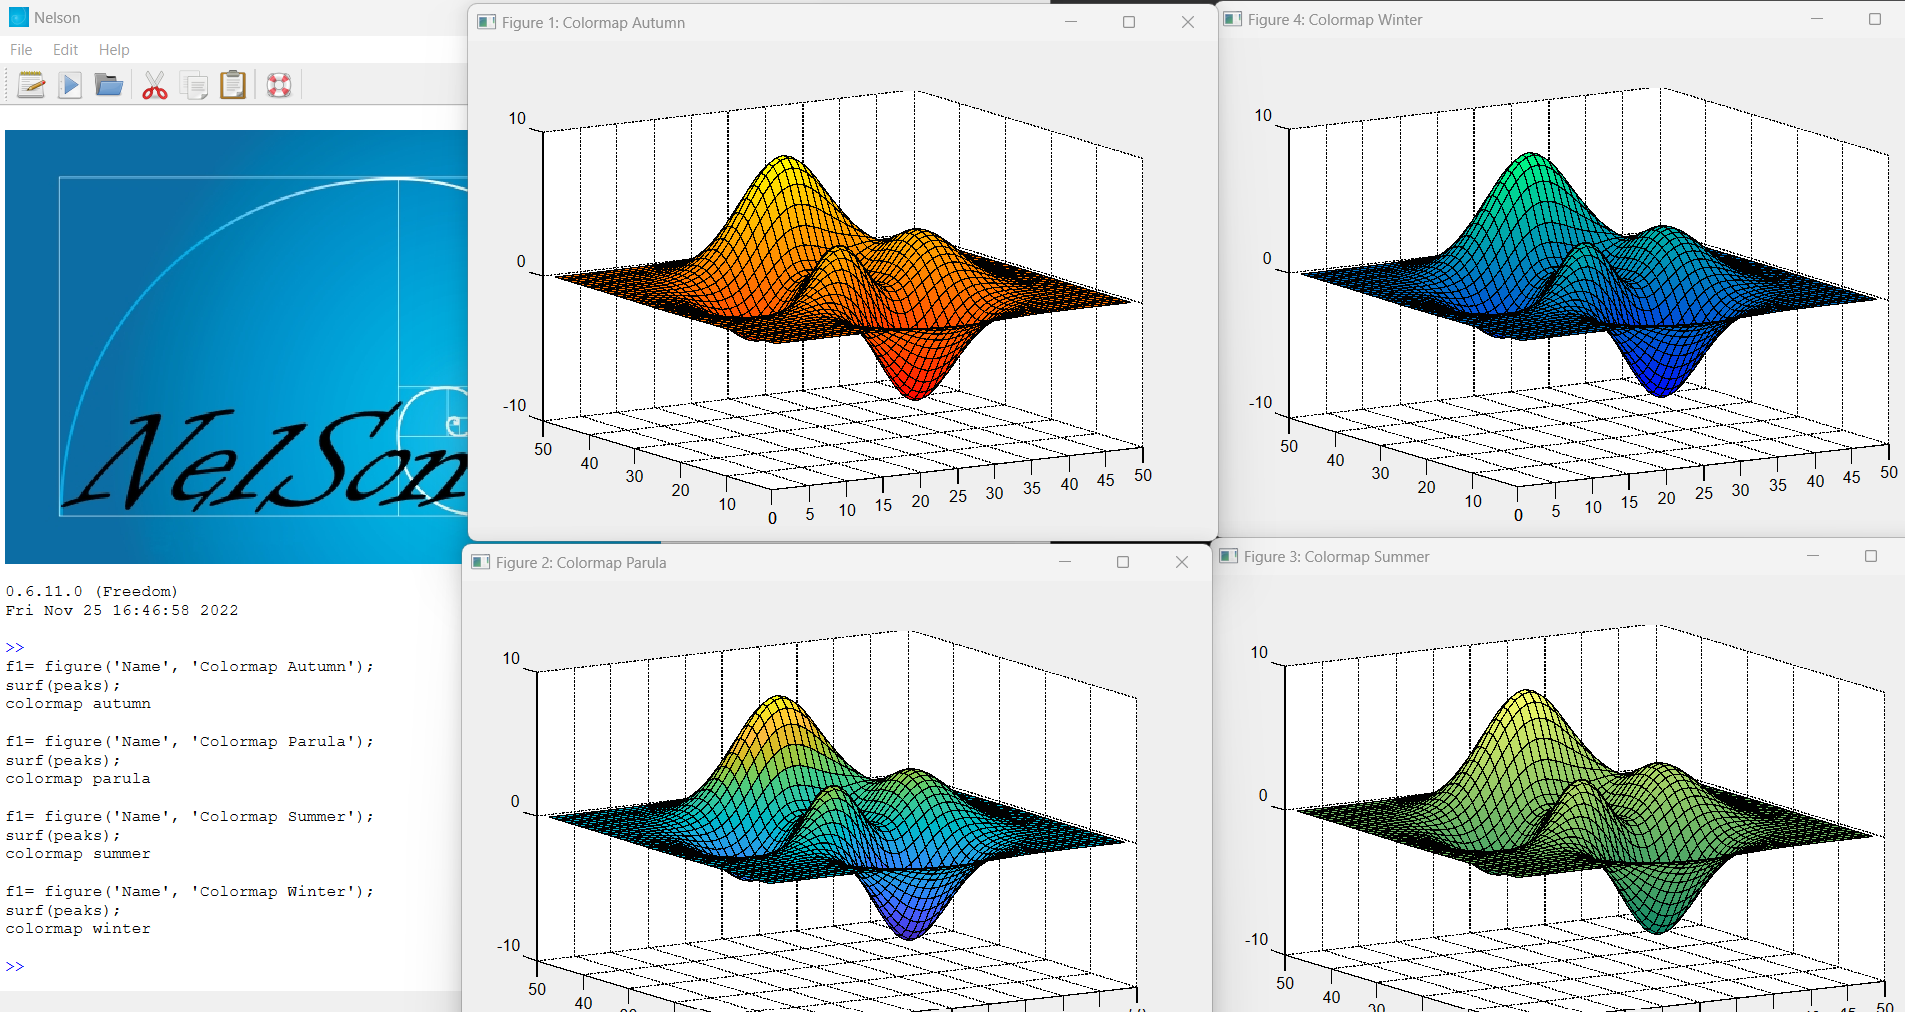 Nelson
File Edit Help
NelSon
0.6.11.0 (Freedom)
Fri Nov 25 16:46:58 2022
>>
f1= figure('Name', 'Colormap Autumn');
surf(peaks);
colormap autumn
f1= figure('Name', 'Colormap Parula');
surf(peaks);
colormap parula
f1= figure('Name', 'Colormap Summer');
surf(peaks);
colormap summer
f1= figure('Name', 'Colormap Winter');
surf(peaks);
colormap winter
>>
Figure 1: Colormap Autumn
10
0
-10
50 40 30 20 10 0
5 10 15 20 25 30 35 40 45 50
Figure 4: Colormap Winter
10
0
-10
50 40 30 20 10 0
5 10 15 20 25 30 35 40 45 50
Figure 2: Colormap Parula
10
0
-10
50 40
Figure 3: Colormap Summer
10
0
-10
50 40 30
45 50